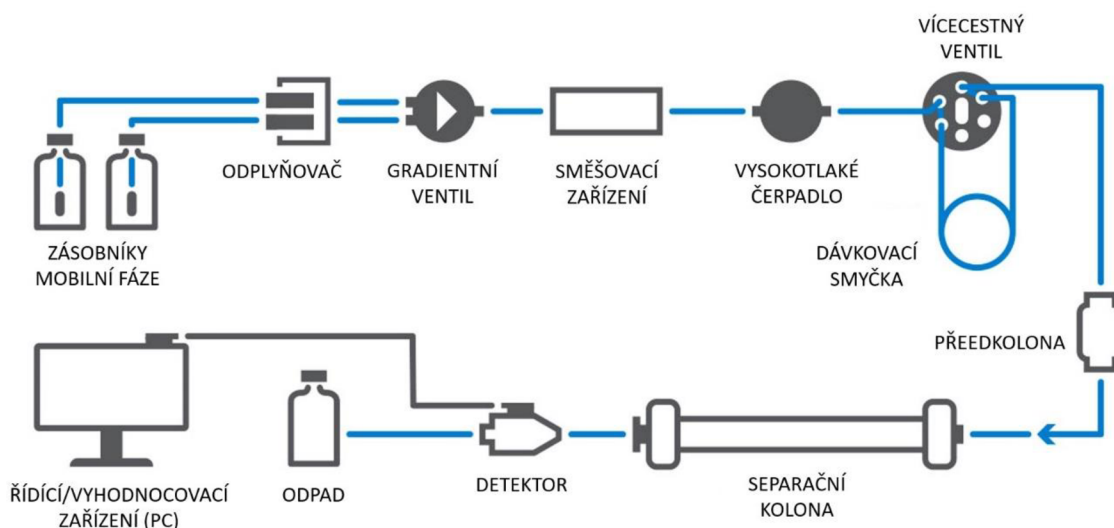 VÍCECESTNÝ
VENTIL
ODPLYŇOVAČ
GRADIENTNÍ
VENTIL
SMĚŠOVACÍ
ZAŘÍZENÍ
VYSOKOTLAKÉ
ČERPADLO
ZÁSOBNÍKY
MOBILNÍ FÁZE
DÁVKOVACÍ
SMYČKA
PŘEEDKOLONA
ŘÍDÍCÍ/VYHODNOCOVACÍ
ZAŘÍZENÍ (PC)
ODPAD
DETEKTOR
SEPARAČNÍ
KOLONA